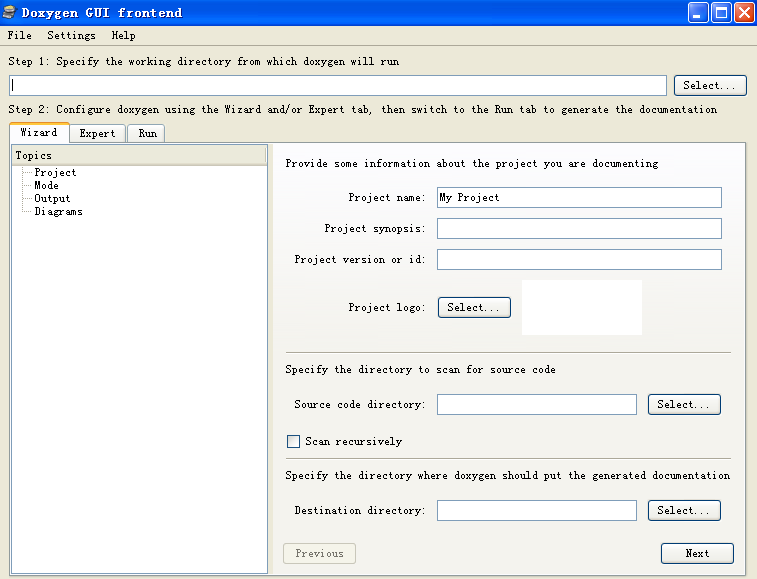 Doxygen GUI frontend
File Settings Help
Step 1: Specify the working directory from which doxygen will run
Select...
Step 2: Configure doxygen using the Wizard and/or Expert tab, then switch to the Run tab to generate the documentation
Wizard Expert Run
Topics
Project
Mode
Output
Diagrams
Provide some information about the project you are documenting
Project name: My Project
Project synopsis:
Project version or id:
Project logo: Select...
Specify the directory to scan for source code
Source code directory: Select...
Scan recursively
Specify the directory where doxygen should put the generated documentation
Destination directory: Select...
Previous Next